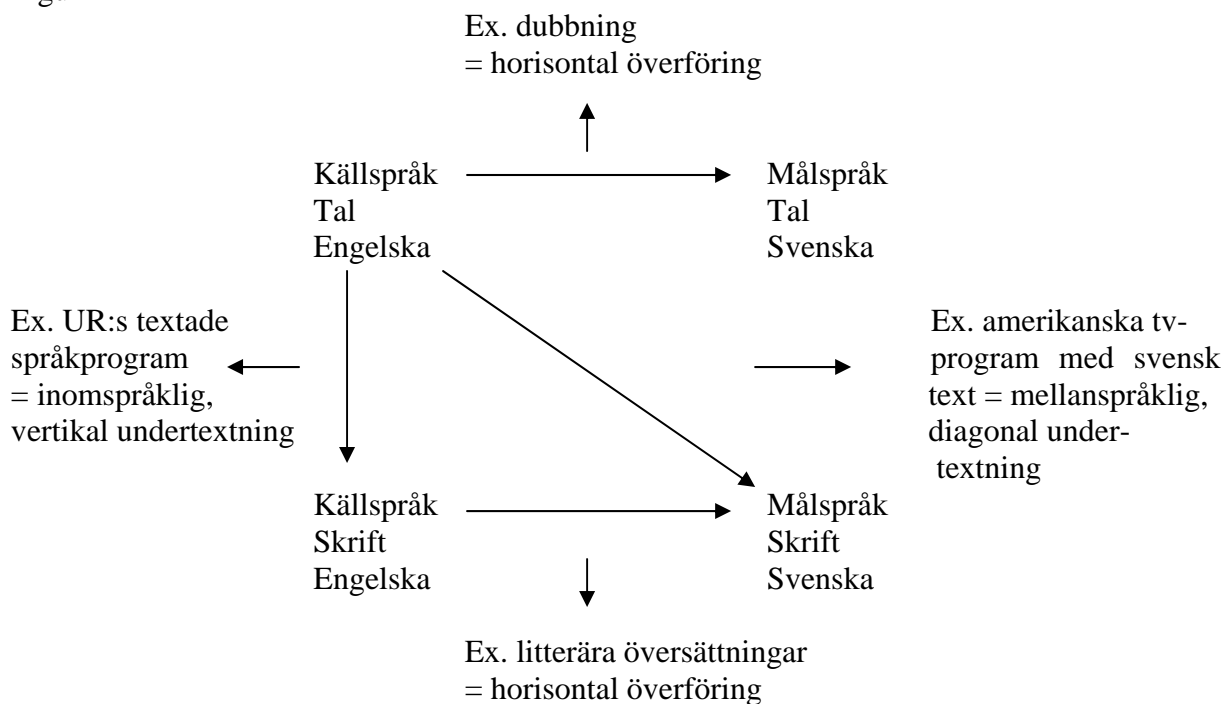 Ex. dubbning
= horisontal överföring
Källspråk
Tal
Engelska
Målspråk
Tal
Svenska
Ex. UR:s textade
språkprogram
= inomspråklig,
vertikal undertextning
Ex. amerikanska tv-
program med svensk
text = mellanspråklig,
diagonal under-
textning
Källspråk
Skrift
Engelska
Målspråk
Skrift
Svenska
Ex. litterära översättningar
= horisontal överföring